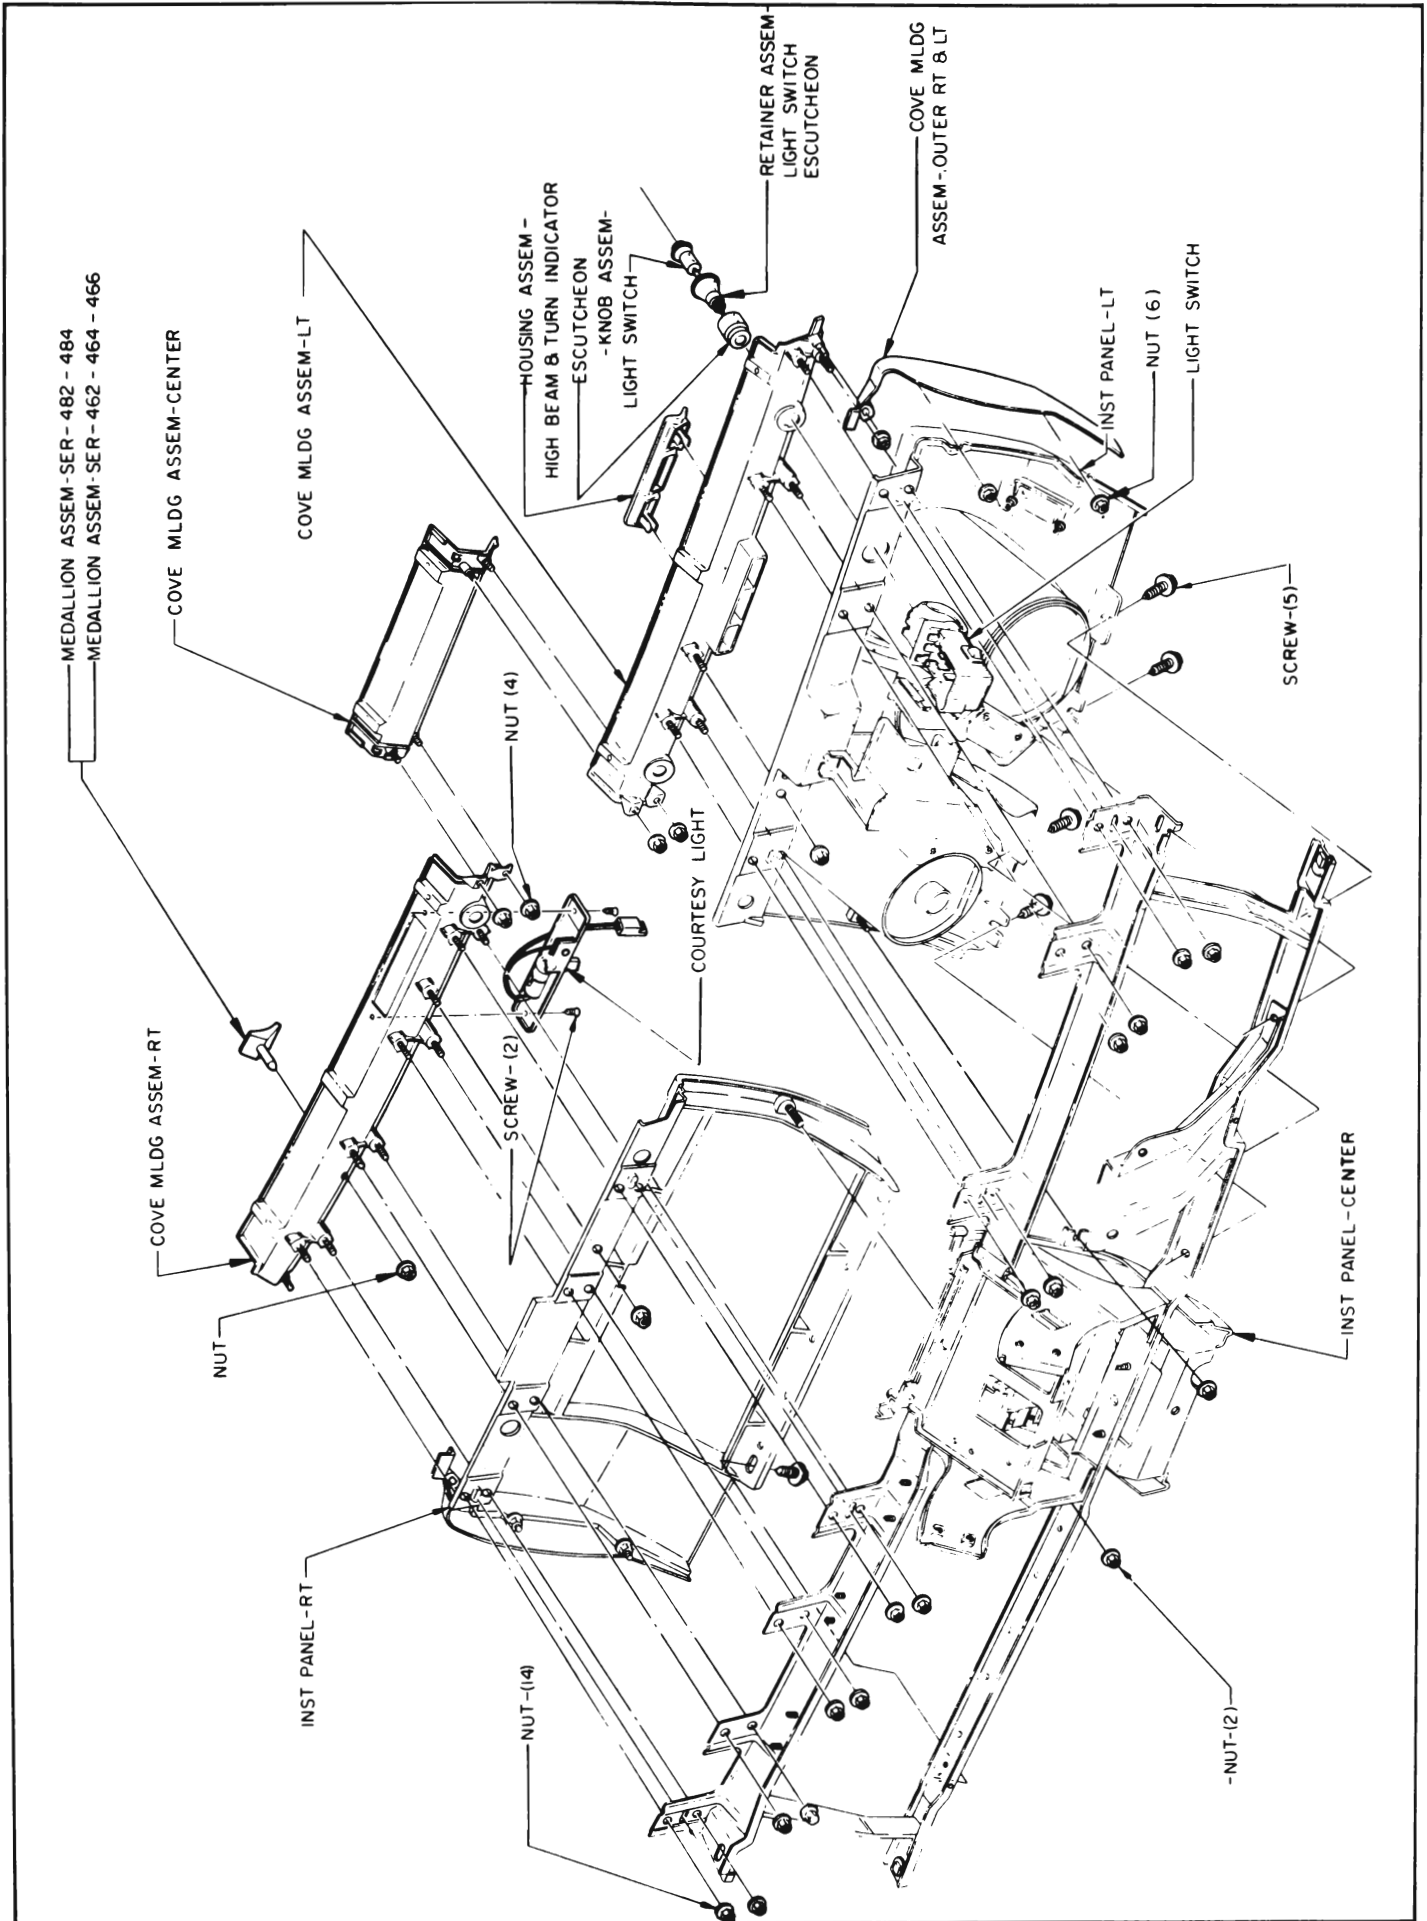 MEDALLION ASSEM-SER-482-484
MEDALLION ASSEM-SER-462-464-466
COVE MLDG ASSEM-CENTER
COVE MLDG ASSEM-LT
HOUSING ASSEM-
HIGH BEAM & TURN INDICATOR
ESCUTCHEON
-KNOB ASSEM-
LIGHT SWITCH
RETAINER ASSEM-
LIGHT SWITCH
ESCUTCHEON
COVE MLDG
ASSEM-.OUTER RT & LT
INST PANEL-LT
NUT (6)
LIGHT SWITCH
SCREW-(5)
NUT (4)
COURTESY LIGHT
SCREW-(2)
COVE MLDG ASSEM-RT
NUT
INST PANEL-RT
NUT-(14)
-NUT-(2)
INST PANEL-CENTER